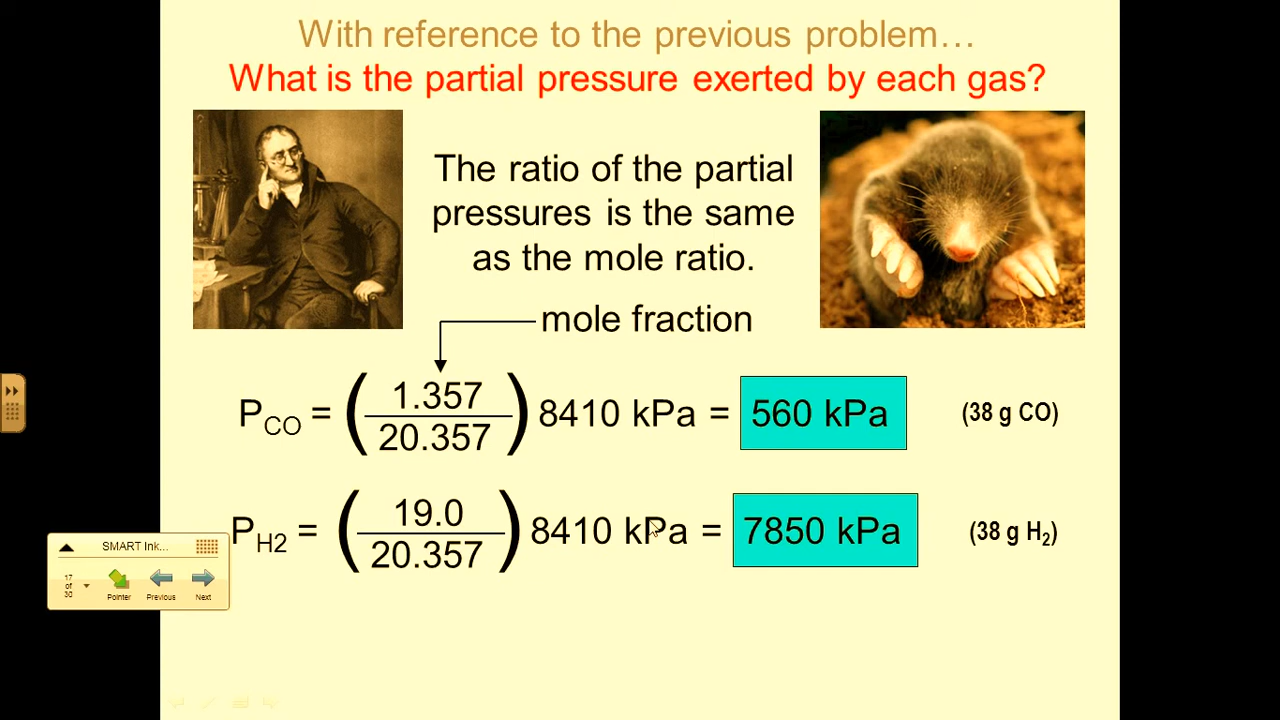 With reference to the previous problem…
What is the partial pressure exerted by each gas?
The ratio of the partial
pressures is the same
as the mole ratio.
mole fraction
P_CO = (1.357/20.357) 8410 kPa = 560 kPa (38 g CO)
P_H2 = (19.0/20.357) 8410 kPa = 7850 kPa (38 g H₂)
SMART Ink...
17
of
30
Pointer Previous Next